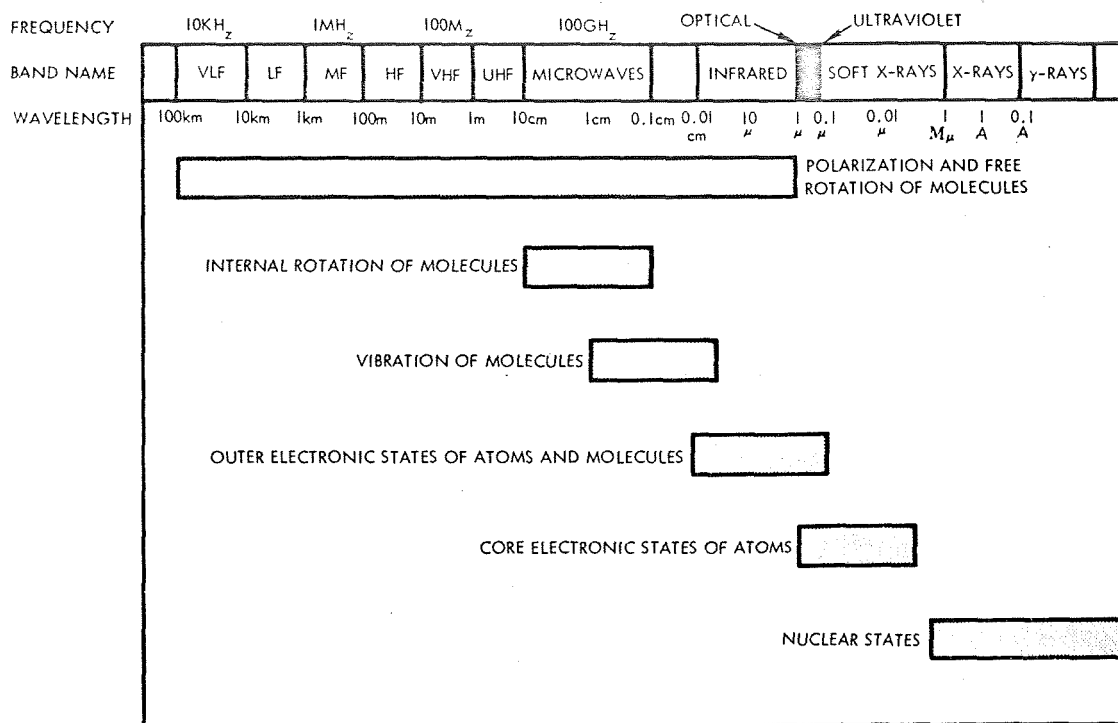 FREQUENCY 10KHz 1MHz 100Mz 100GHz OPTICAL ULTRAVIOLET
BAND NAME VLF LF MF HF VHF UHF MICROWAVES INFRARED SOFT X-RAYS X-RAYS γ-RAYS
WAVELENGTH 100km 10km 1km 100m 10m 1m 10cm 1cm 0.1cm 0.01 10 1 0.1 0.01 1 1 0.1
cm μ μ μ μ Mμ A A
POLARIZATION AND FREE
ROTATION OF MOLECULES
INTERNAL ROTATION OF MOLECULES
VIBRATION OF MOLECULES
OUTER ELECTRONIC STATES OF ATOMS AND MOLECULES
CORE ELECTRONIC STATES OF ATOMS
NUCLEAR STATES